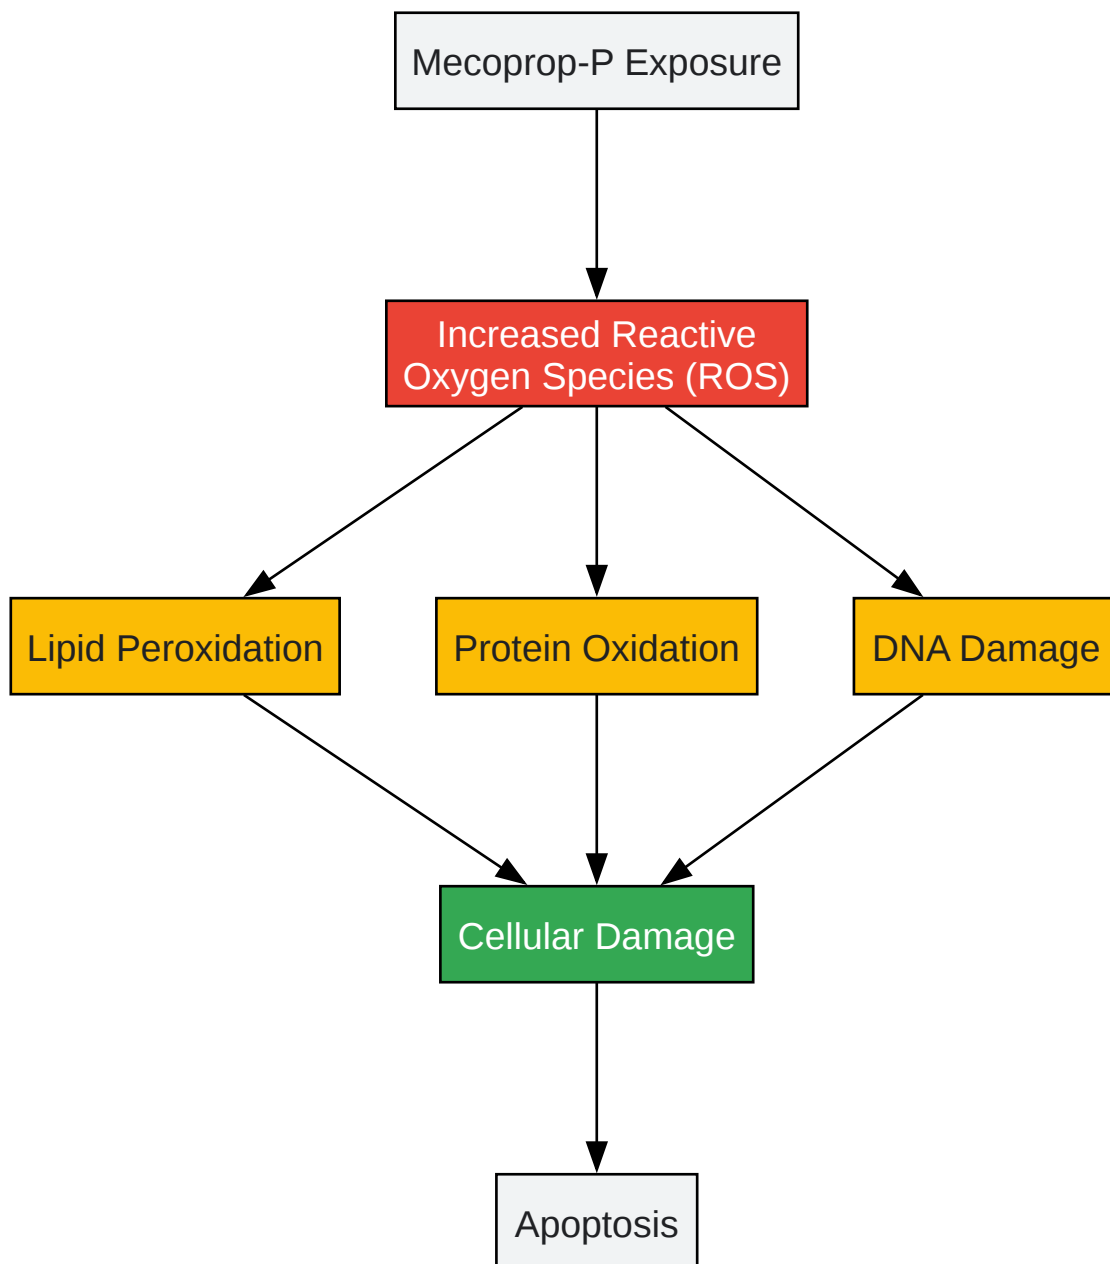 Mecoprop-P Exposure
Increased Reactive
Oxygen Species (ROS)
Lipid Peroxidation
Protein Oxidation
DNA Damage
Cellular Damage
Apoptosis